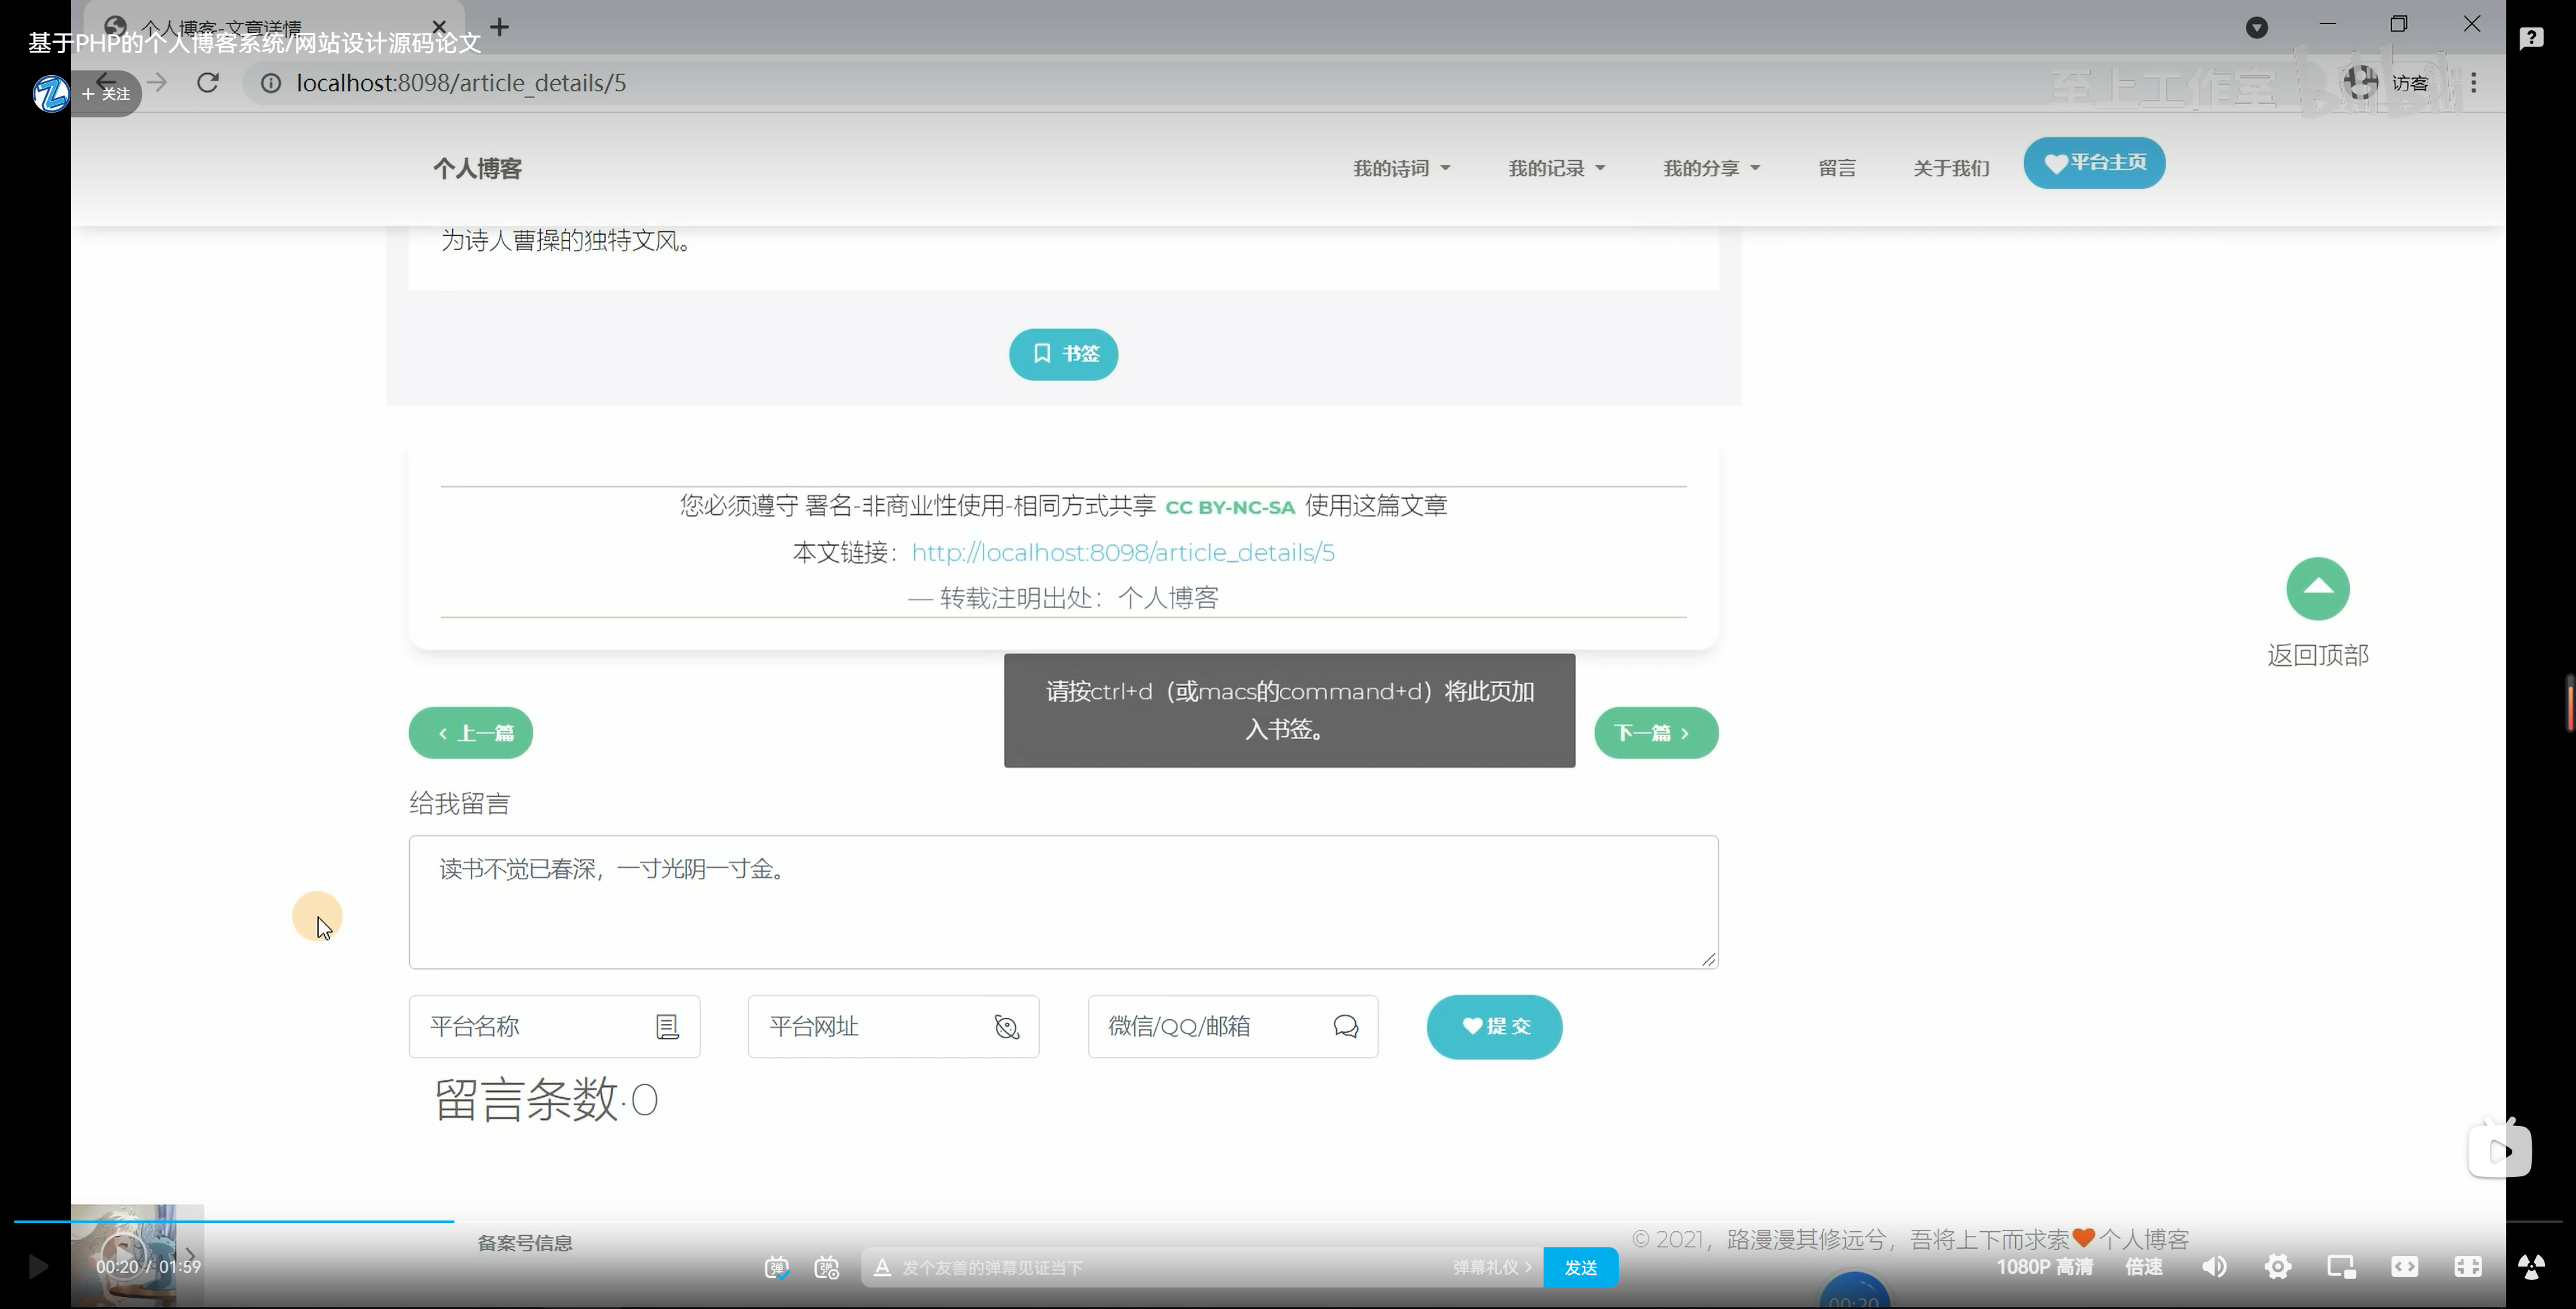 个人博客-文章详情
基于PHP的个人博客系统/网站设计源码论文
+ 关注
localhost:8098/article_details/5
至上工作室
bilibili
访客
个人博客
我的诗词
我的记录
我的分享
留言
关于我们
平台主页
为诗人曹操的独特文风。
书签
您必须遵守 署名-非商业性使用-相同方式共享 CC BY-NC-SA 使用这篇文章
本文链接：http://localhost:8098/article_details/5
— 转载注明出处：个人博客
返回顶部
请按ctrl+d（或macs的command+d）将此页加
入书签。
‹ 上一篇
下一篇 ›
给我留言
读书不觉已春深，一寸光阴一寸金。
平台名称
平台网址
微信/QQ/邮箱
提 交
留言条数·0
备案号信息
© 2021，路漫漫其修远兮，吾将上下而求索❤个人博客
00:20 / 01:59
弹
弹
A 发个友善的弹幕见证当下
弹幕礼仪 ›
发送
1080P 高清
倍速
00:20